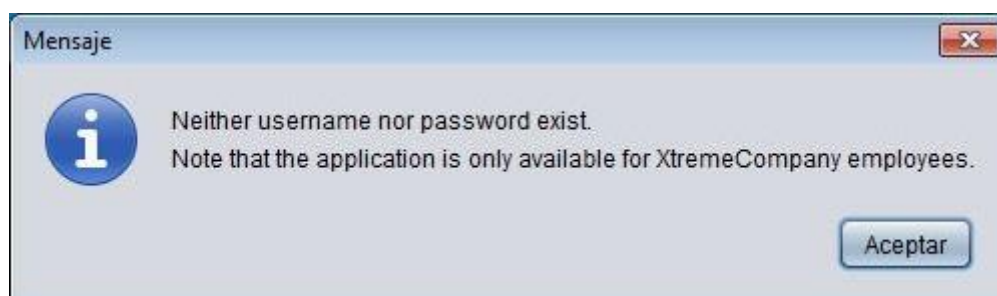 Mensaje
Neither username nor password exist.
Note that the application is only available for XtremeCompany employees.
Aceptar